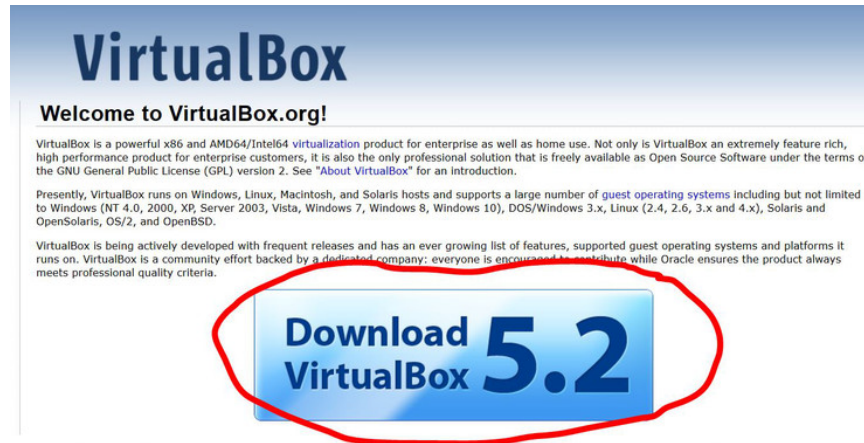 VirtualBox
Welcome to VirtualBox.org!
VirtualBox is a powerful x86 and AMD64/Intel64 virtualization product for enterprise as well as home use. Not only is VirtualBox an extremely feature rich,
high performance product for enterprise customers, it is also the only professional solution that is freely available as Open Source Software under the terms o
the GNU General Public License (GPL) version 2. See "About VirtualBox" for an introduction.
Presently, VirtualBox runs on Windows, Linux, Macintosh, and Solaris hosts and supports a large number of guest operating systems including but not limited
to Windows (NT 4.0, 2000, XP, Server 2003, Vista, Windows 7, Windows 8, Windows 10), DOS/Windows 3.x, Linux (2.4, 2.6, 3.x and 4.x), Solaris and
OpenSolaris, OS/2, and OpenBSD.
VirtualBox is being actively developed with frequent releases and has an ever growing list of features, supported guest operating systems and platforms it
runs on. VirtualBox is a community effort backed by a dedicated company: everyone is encouraged to contribute while Oracle ensures the product always
meets professional quality criteria.
Download
VirtualBox 5.2